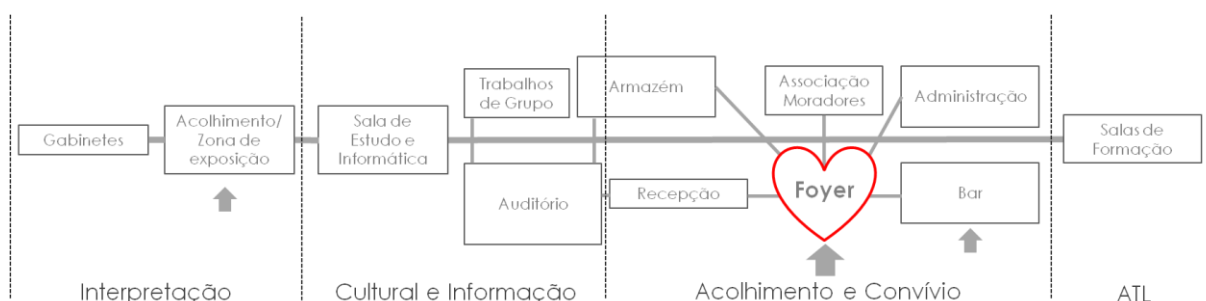 Gabinetes
Acolhimento/
Zona de
exposição
Sala de
Estudo e
Informática
Trabalhos
de Grupo
Auditório
Armazém
Recepção
Associação
Moradores
Foyer
Administração
Bar
Salas de
Formação
Interpretação
Cultural e Informação
Acolhimento e Convívio
ATL